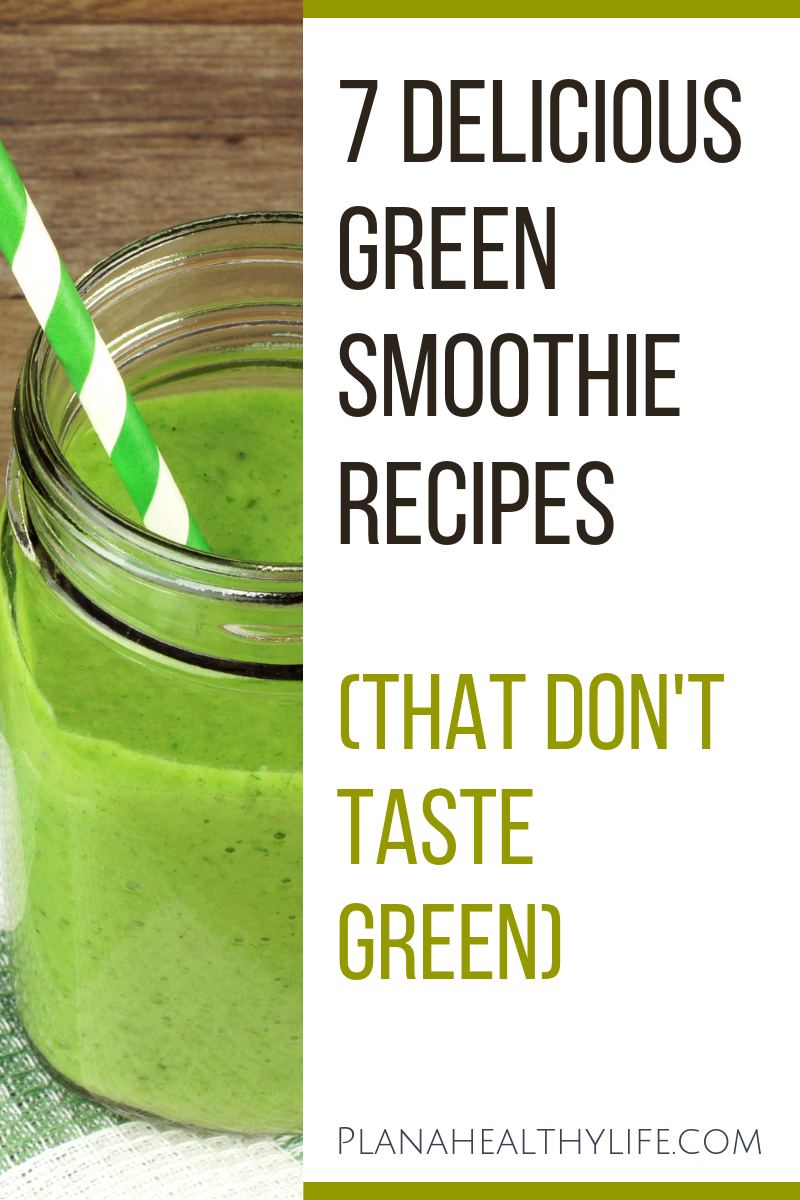 7 DELICIOUS
GREEN
SMOOTHIE
RECIPES
(THAT DON'T
TASTE
GREEN)
PLANAHEALTHYLIFE.COM